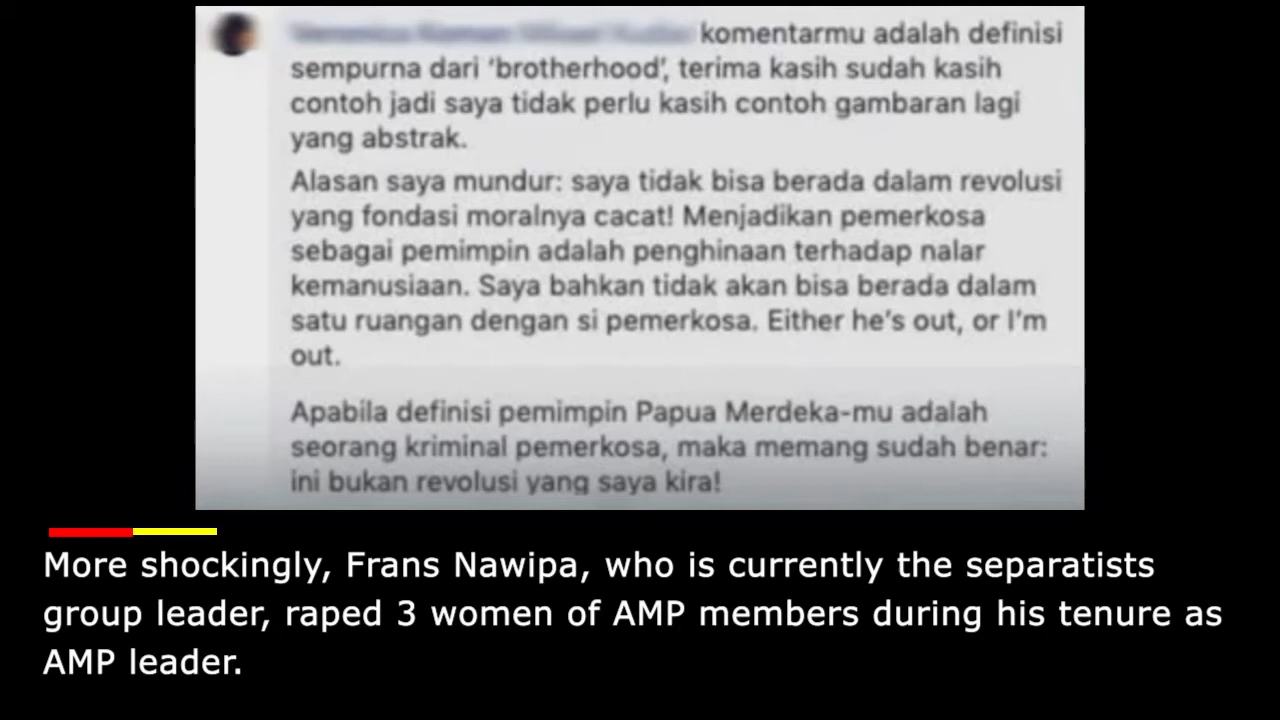 komentarmu adalah definisi
sempurna dari ‘brotherhood’, terima kasih sudah kasih
contoh jadi saya tidak perlu kasih contoh gambaran lagi
yang abstrak.
Alasan saya mundur: saya tidak bisa berada dalam revolusi
yang fondasi moralnya cacat! Menjadikan pemerkosa
sebagai pemimpin adalah penghinaan terhadap nalar
kemanusiaan. Saya bahkan tidak akan bisa berada dalam
satu ruangan dengan si pemerkosa. Either he’s out, or I’m
out.
Apabila definisi pemimpin Papua Merdeka-mu adalah
seorang kriminal pemerkosa, maka memang sudah benar:
ini bukan revolusi yang saya kira!
More shockingly, Frans Nawipa, who is currently the separatists
group leader, raped 3 women of AMP members during his tenure as
AMP leader.